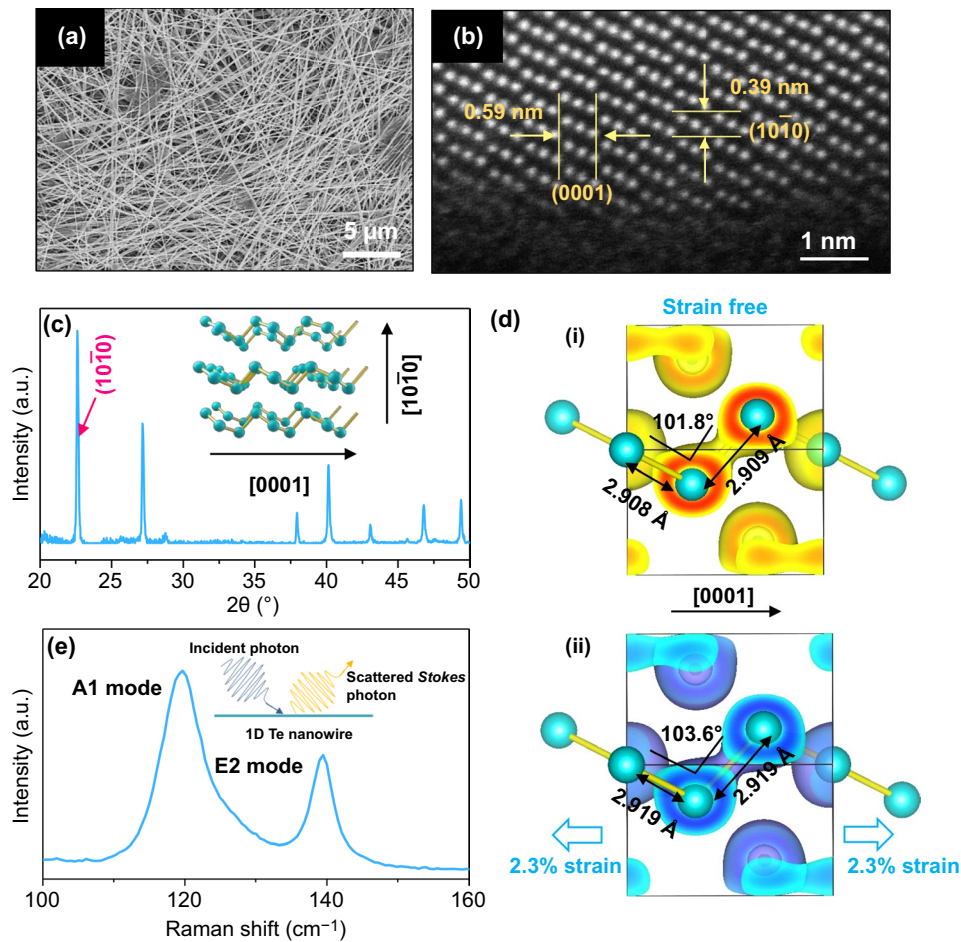 (a)
5 μm
(b)
0.59 nm
0.39 nm
(101̄0)
(0001)
1 nm
(c)
Intensity (a.u.)
(101̄0)
[101̄0]
[0001]
20 25 30 35 40 45 50
2θ (°)
(d)
Strain free
(i)
101.8°
2.908 Å
2.909 Å
[0001]
(ii)
103.6°
2.919 Å
2.919 Å
2.3% strain
2.3% strain
(e)
Intensity (a.u.)
Incident photon
A1 mode
Scattered Stokes
photon
1D Te nanowire
E2 mode
100 120 140 160
Raman shift (cm⁻¹)